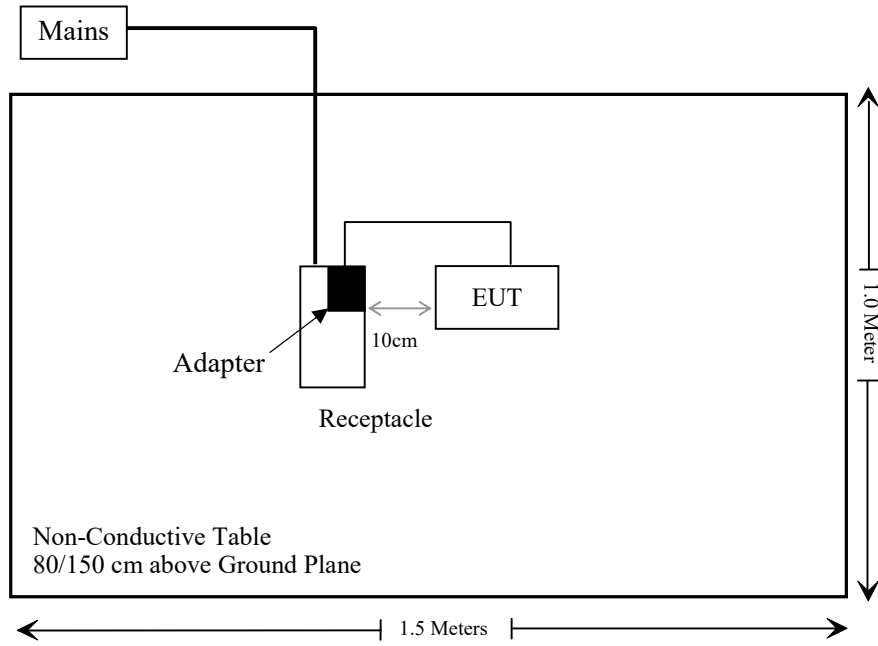 Mains
EUT
10cm
Adapter
Receptacle
1.0 Meter
Non-Conductive Table
80/150 cm above Ground Plane
1.5 Meters